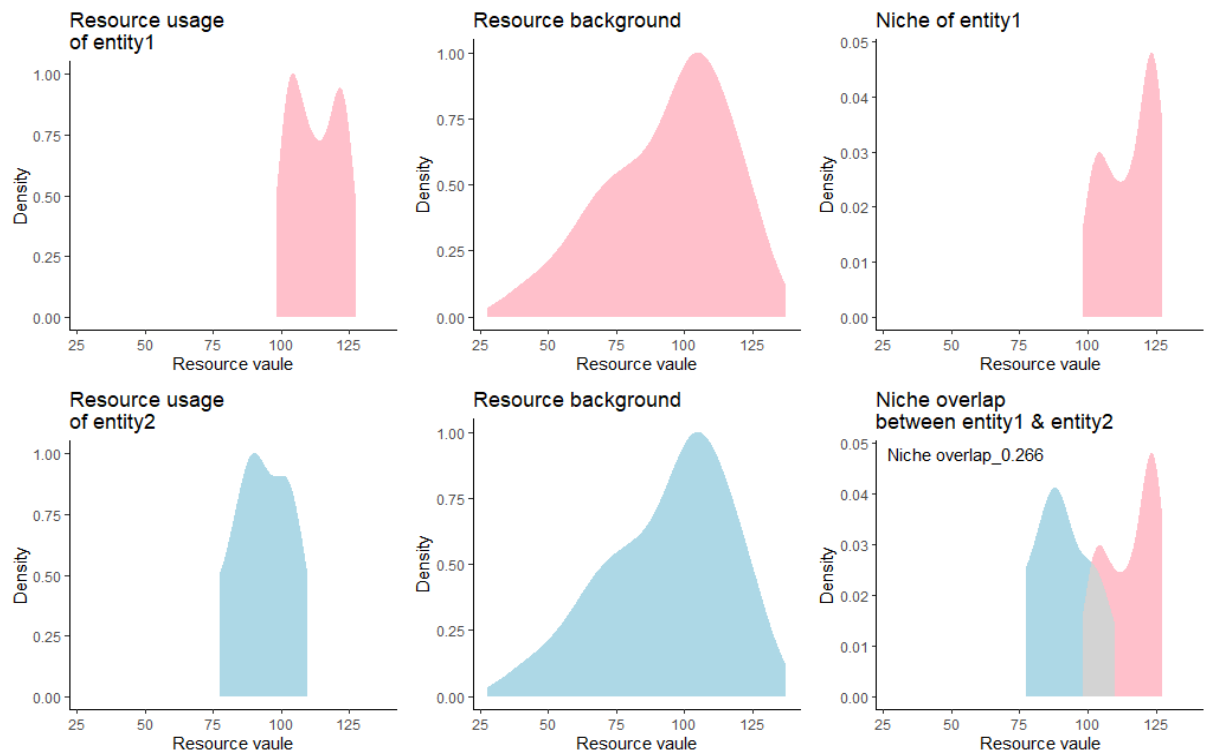 Resource usage
of entity1
1.00
0.75
0.50
0.25
0.00
Density
25 50 75 100 125
Resource vaule
Resource background
1.00
0.75
0.50
0.25
0.00
Density
25 50 75 100 125
Resource vaule
Niche of entity1
0.05
0.04
0.03
0.02
0.01
0.00
Density
25 50 75 100 125
Resource vaule
Resource usage
of entity2
1.00
0.75
0.50
0.25
0.00
Density
25 50 75 100 125
Resource vaule
Resource background
1.00
0.75
0.50
0.25
0.00
Density
25 50 75 100 125
Resource vaule
Niche overlap
between entity1 & entity2
Niche overlap_0.266
0.05
0.04
0.03
0.02
0.01
0.00
Density
25 50 75 100 125
Resource vaule